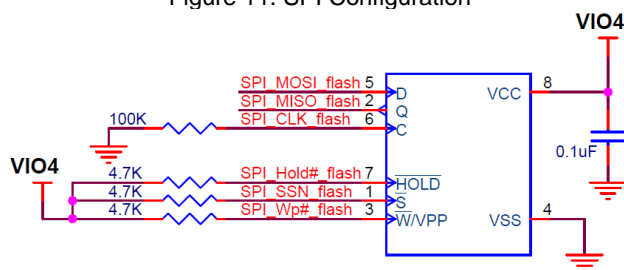 Figure 11. SPI Configuration
VIO4
SPI_MOSI_flash 5 D VCC 8
SPI_MISO_flash 2 Q
100K SPI_CLK_flash 6 C
0.1uF
VIO4
4.7K SPI_Hold#_flash 7 HOLD
4.7K SPI_SSN_flash 1 S
4.7K SPI_Wp#_flash 3 W/VPP VSS 4